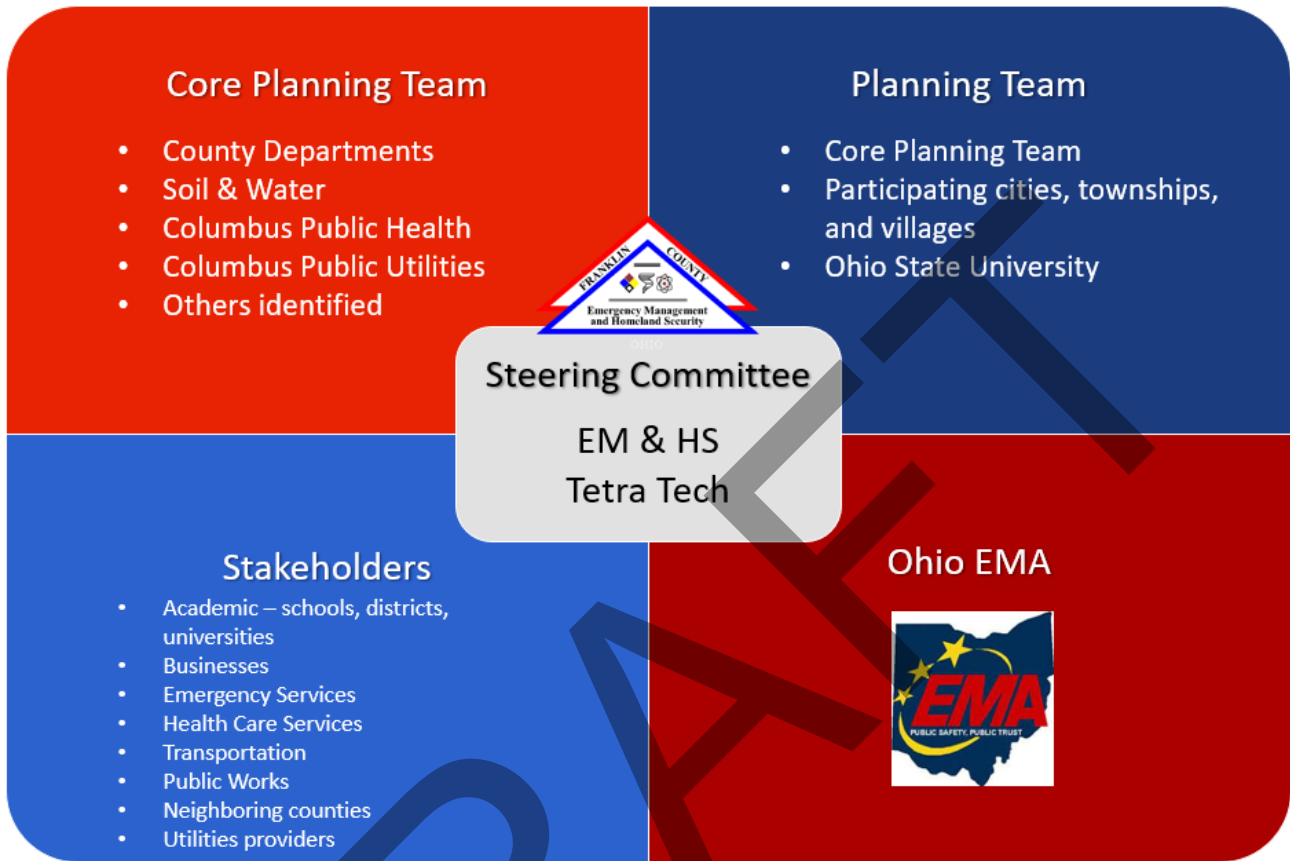 Core Planning Team
• County Departments
• Soil & Water
• Columbus Public Health
• Columbus Public Utilities
• Others identified
Planning Team
• Core Planning Team
• Participating cities, townships,
and villages
• Ohio State University
FRANKLIN COUNTY
Emergency Management
and Homeland Security
OHIO
Steering Committee
EM & HS
Tetra Tech
Stakeholders
• Academic – schools, districts,
universities
• Businesses
• Emergency Services
• Health Care Services
• Transportation
• Public Works
• Neighboring counties
• Utilities providers
Ohio EMA
EMA
PUBLIC SAFETY, PUBLIC TRUST
DRAFT